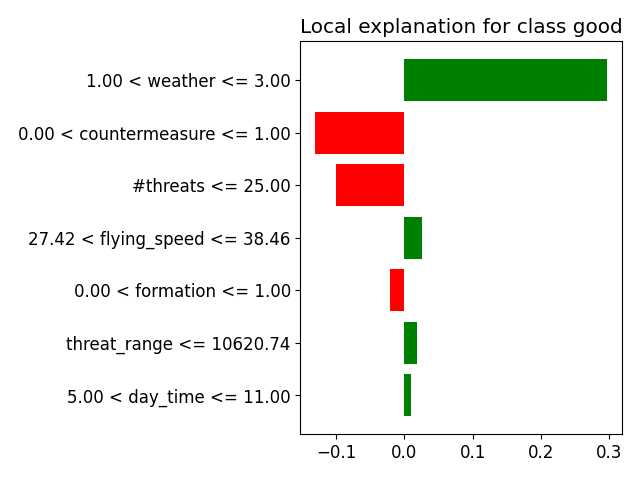 Local explanation for class good
1.00 < weather <= 3.00
0.00 < countermeasure <= 1.00
#threats <= 25.00
27.42 < flying_speed <= 38.46
0.00 < formation <= 1.00
threat_range <= 10620.74
5.00 < day_time <= 11.00
−0.1 0.0 0.1 0.2 0.3